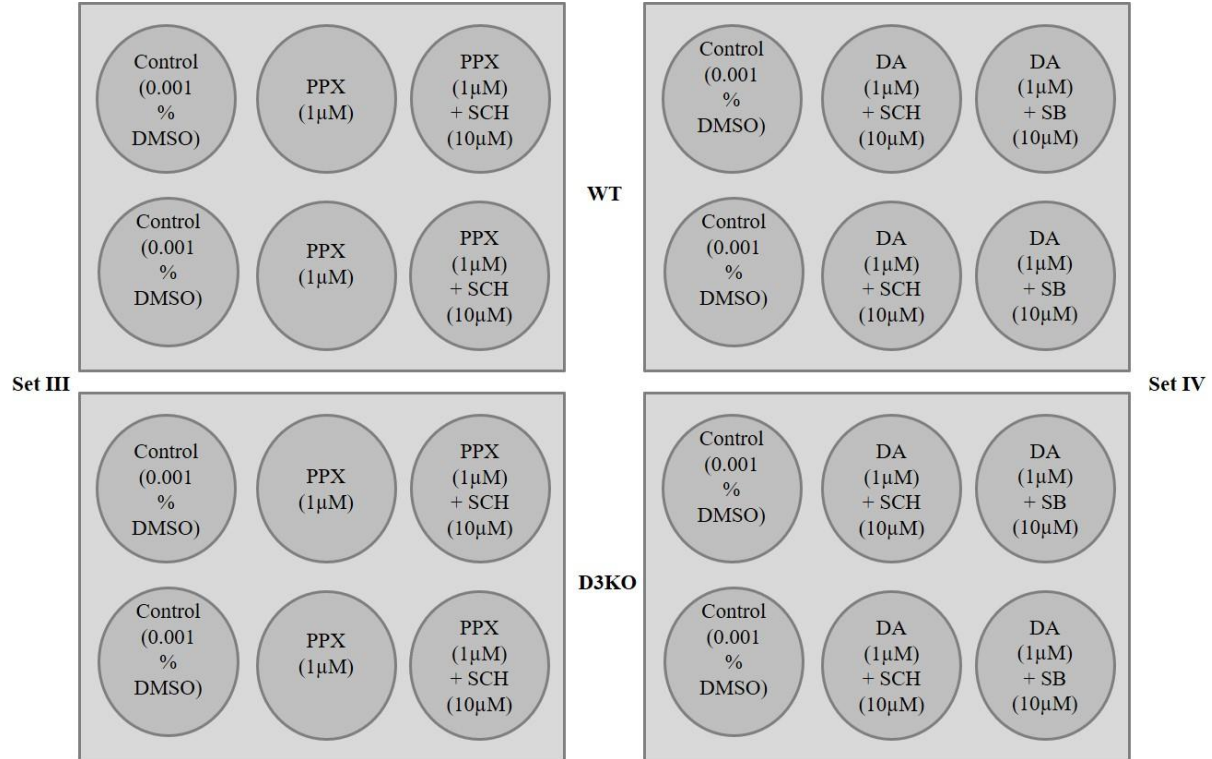 Control
(0.001
%
DMSO)
PPX
(1µM)
PPX
(1µM)
+ SCH
(10µM)
Control
(0.001
%
DMSO)
PPX
(1µM)
PPX
(1µM)
+ SCH
(10µM)
WT
Control
(0.001
%
DMSO)
DA
(1µM)
+ SCH
(10µM)
DA
(1µM)
+ SB
(10µM)
Control
(0.001
%
DMSO)
DA
(1µM)
+ SCH
(10µM)
DA
(1µM)
+ SB
(10µM)
Set III
Set IV
Control
(0.001
%
DMSO)
PPX
(1µM)
PPX
(1µM)
+ SCH
(10µM)
Control
(0.001
%
DMSO)
PPX
(1µM)
PPX
(1µM)
+ SCH
(10µM)
D3KO
Control
(0.001
%
DMSO)
DA
(1µM)
+ SCH
(10µM)
DA
(1µM)
+ SB
(10µM)
Control
(0.001
%
DMSO)
DA
(1µM)
+ SCH
(10µM)
DA
(1µM)
+ SB
(10µM)